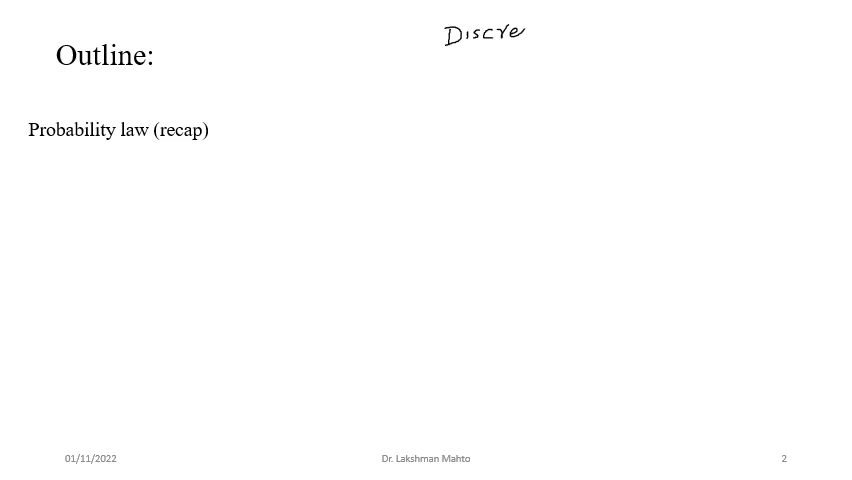 Discre
Outline:
Probability law (recap)
01/11/2022 Dr. Lakshman Mahto 2